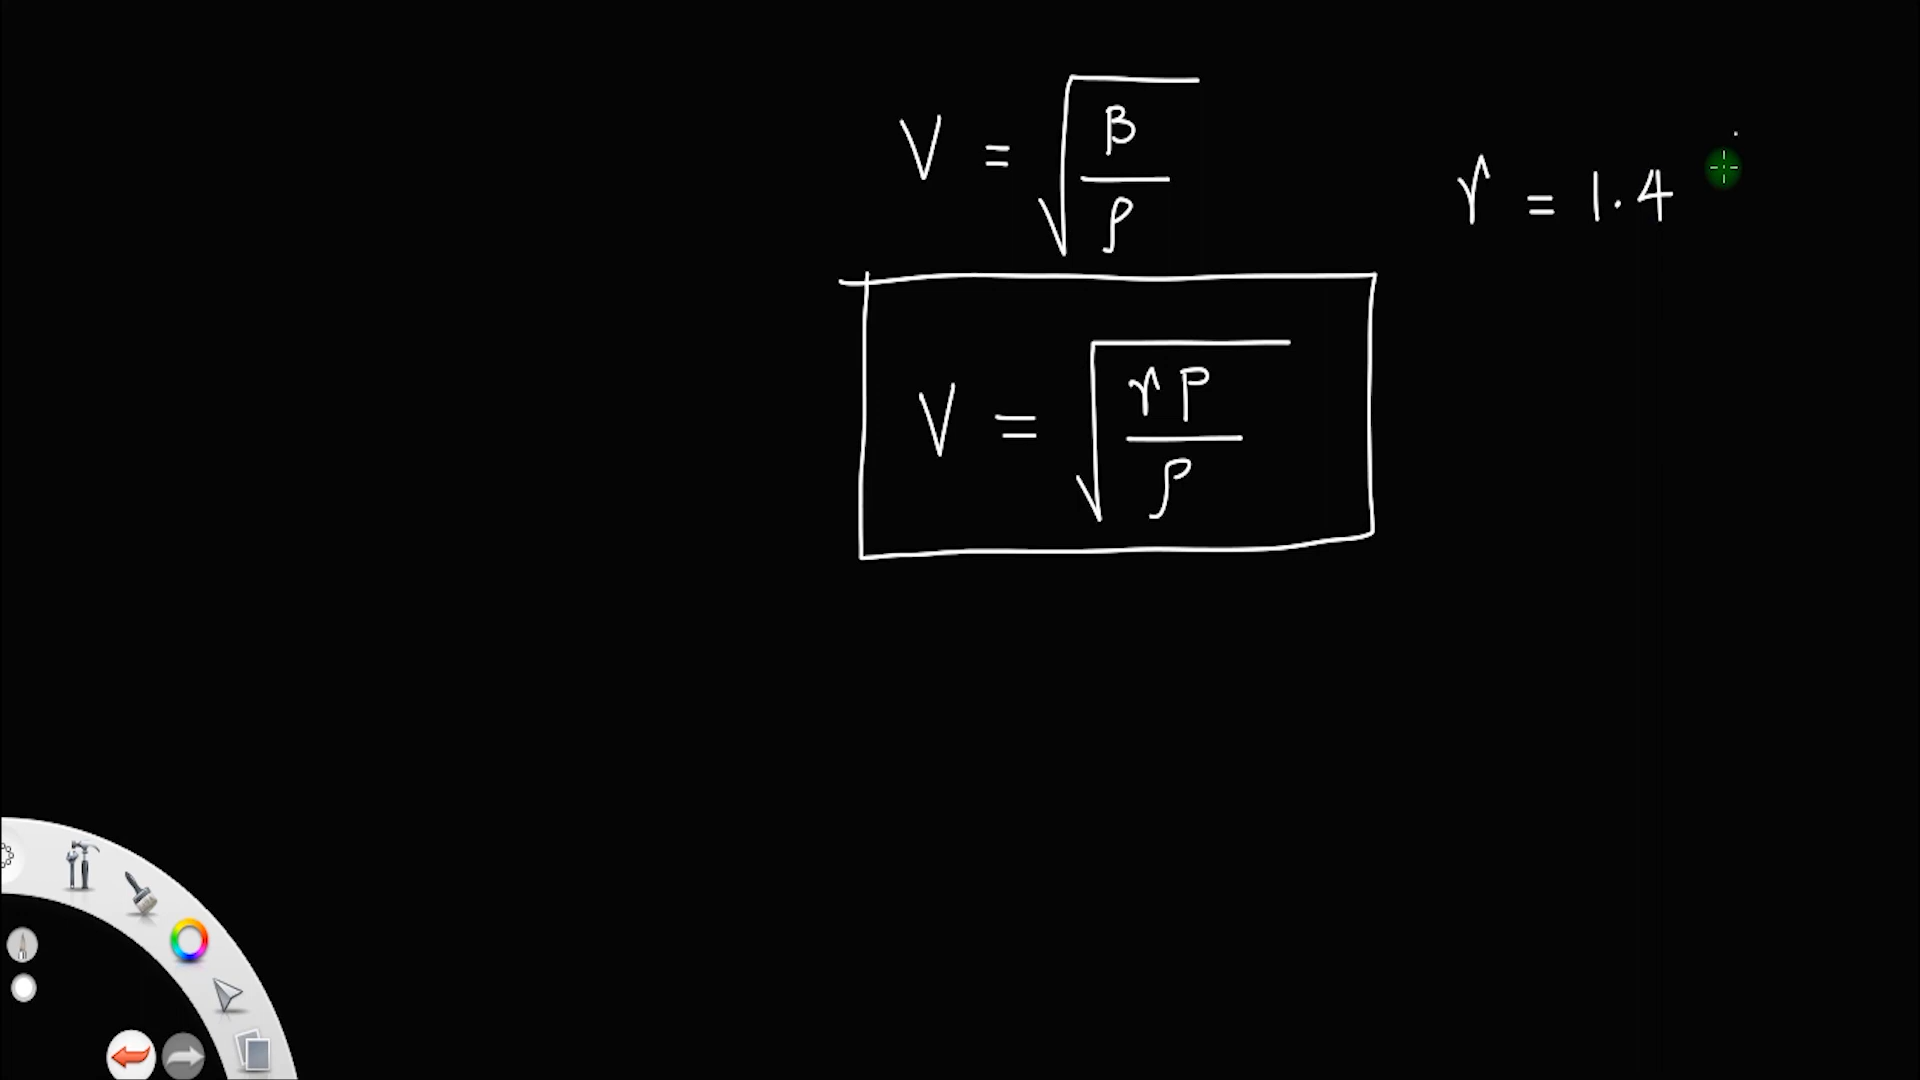 V = √(β/ρ)
γ = 1.4
V = √(γP/ρ)